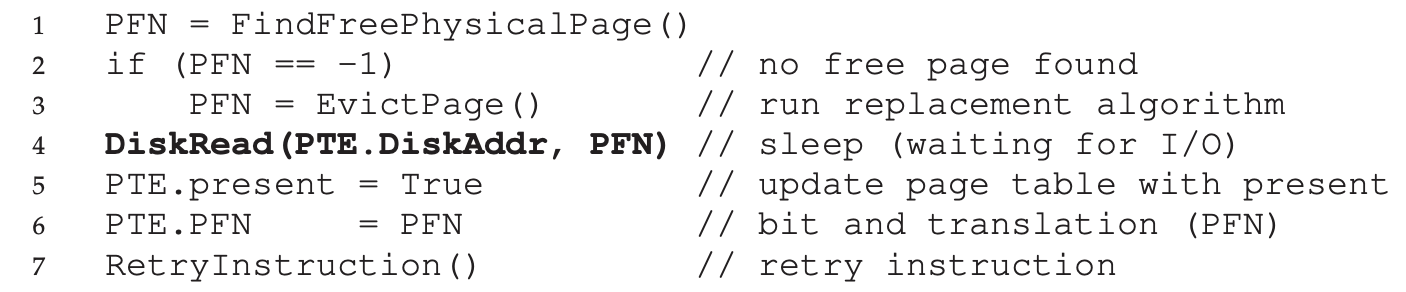 1 PFN = FindFreePhysicalPage()
2 if (PFN == -1) // no free page found
3 PFN = EvictPage() // run replacement algorithm
4 DiskRead(PTE.DiskAddr, PFN) // sleep (waiting for I/O)
5 PTE.present = True // update page table with present
6 PTE.PFN = PFN // bit and translation (PFN)
7 RetryInstruction() // retry instruction